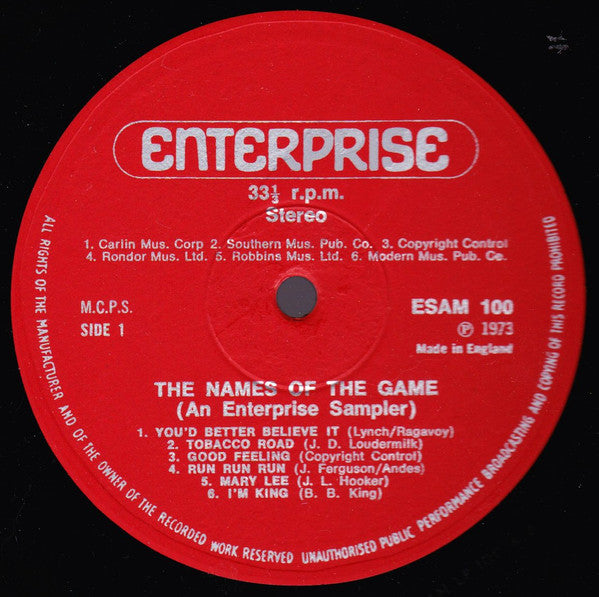 ENTERPRISE
33⅓ r.p.m.
Stereo
1. Carlin Mus. Corp 2. Southern Mus. Pub. Co. 3. Copyright Control
4. Rondor Mus. Ltd. 5. Robbins Mus. Ltd. 6. Modern Mus. Pub. Co.
M.C.P.S.
SIDE 1
ESAM 100
Ⓟ 1973
Made in England
THE NAMES OF THE GAME
(An Enterprise Sampler)
1. YOU'D BETTER BELIEVE IT (Lynch/Ragavoy)
2. TOBACCO ROAD (J. D. Loudermilk)
3. GOOD FEELING (Copyright Control)
4. RUN RUN RUN (J. Ferguson/Andes)
5. MARY LEE (J. L. Hooker)
6. I'M KING (B. B. King)
ALL RIGHTS OF THE MANUFACTURER AND OF THE OWNER OF THE RECORDED WORK RESERVED UNAUTHORISED PUBLIC PERFORMANCE BROADCASTING AND COPYING OF THIS RECORD PROHIBITED